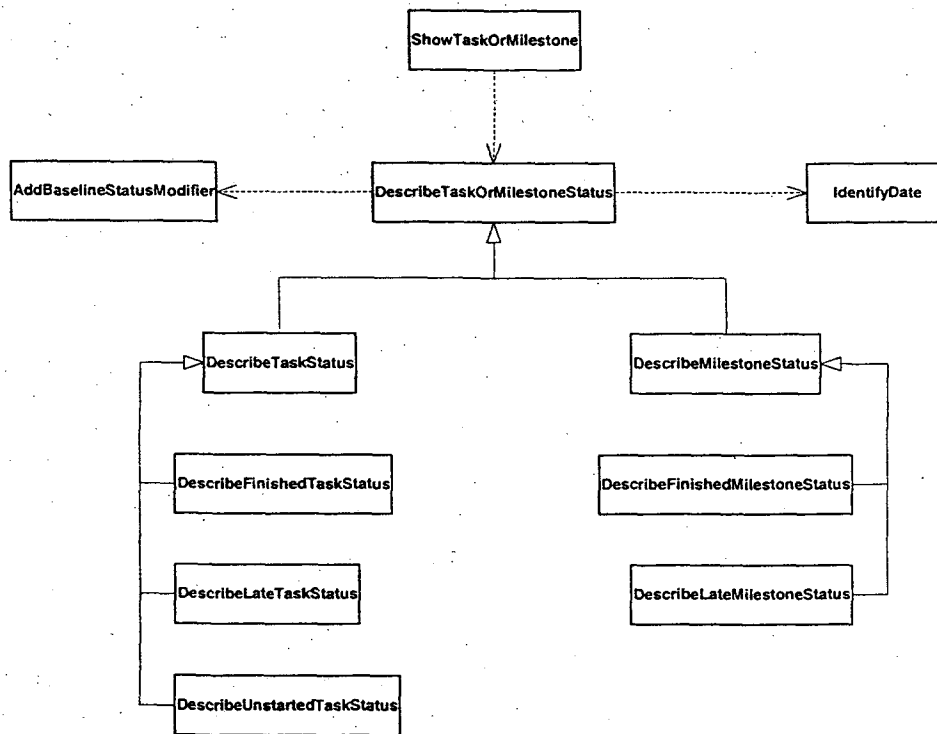 ShowTaskOrMilestone
AddBaselineStatusModifier
DescribeTaskOrMilestoneStatus
IdentifyDate
DescribeTaskStatus
DescribeMilestoneStatus
DescribeFinishedTaskStatus
DescribeFinishedMilestoneStatus
DescribeLateTaskStatus
DescribeLateMilestoneStatus
DescribeUnstartedTaskStatus